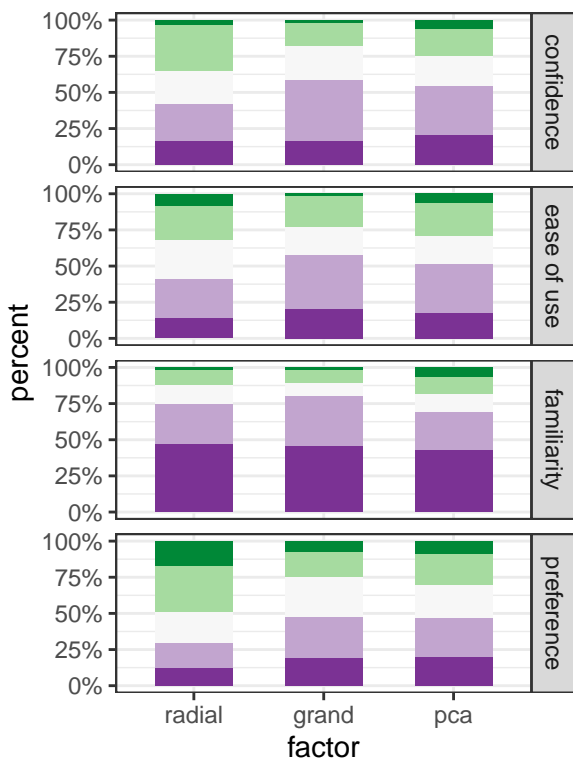 100%
75%
50%
25%
0%
confidence
100%
75%
50%
25%
0%
ease of use
100%
75%
50%
25%
0%
familiarity
100%
75%
50%
25%
0%
preference
percent
radial grand pca
factor